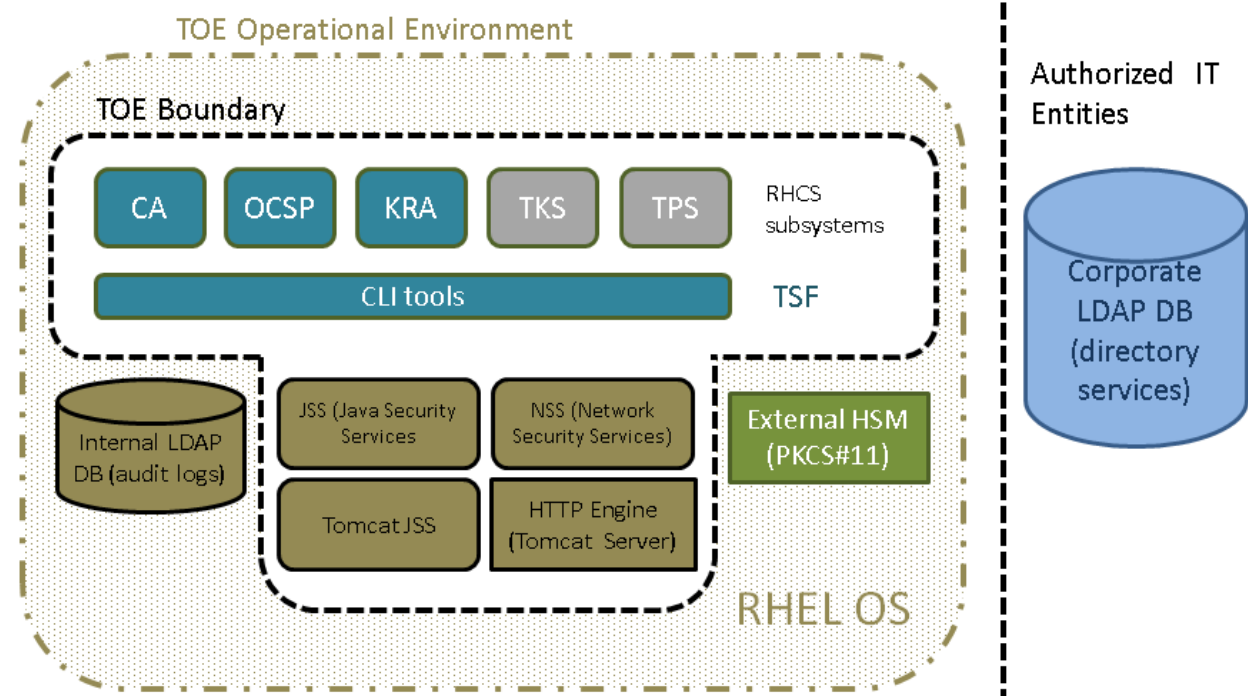 TOE Operational Environment
TOE Boundary
CA
OCSP
KRA
TKS
TPS
RHCS
subsystems
CLI tools
TSF
Internal LDAP
DB (audit logs)
JSS (Java Security
Services
NSS (Network
Security Services)
TomcatJSS
HTTP Engine
(Tomcat Server)
External HSM
(PKCS#11)
RHEL OS
Authorized IT
Entities
Corporate
LDAP DB
(directory
services)